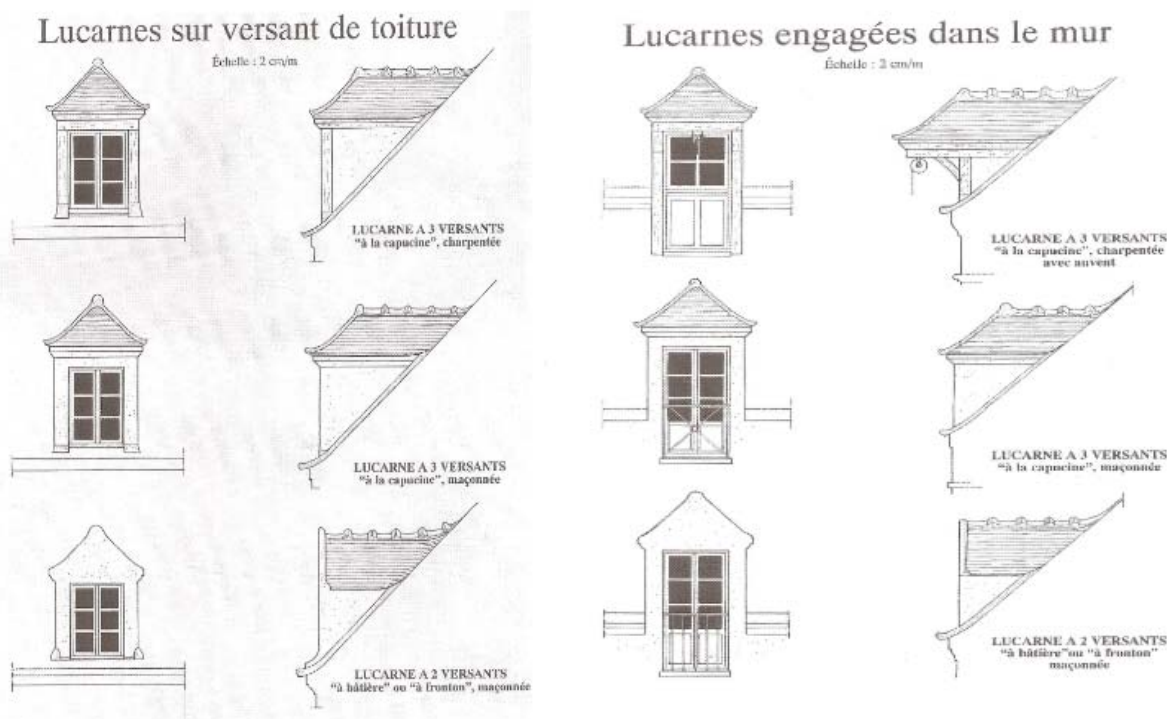 Lucarnes sur versant de toiture
Échelle : 2 cm/m
LUCARNE A 3 VERSANTS
"à la capucine", charpentée
LUCARNE A 3 VERSANTS
"à la capucine", maçonnée
LUCARNE A 2 VERSANTS
"à bâtière" ou "à fronton", maçonnée
Lucarnes engagées dans le mur
Échelle : 2 cm/m
LUCARNE A 3 VERSANTS
"à la capucine", charpentée
avec auvent
LUCARNE A 3 VERSANTS
"à la capucine", maçonnée
LUCARNE A 2 VERSANTS
"à bâtière"ou "à fronton"
maçonnée